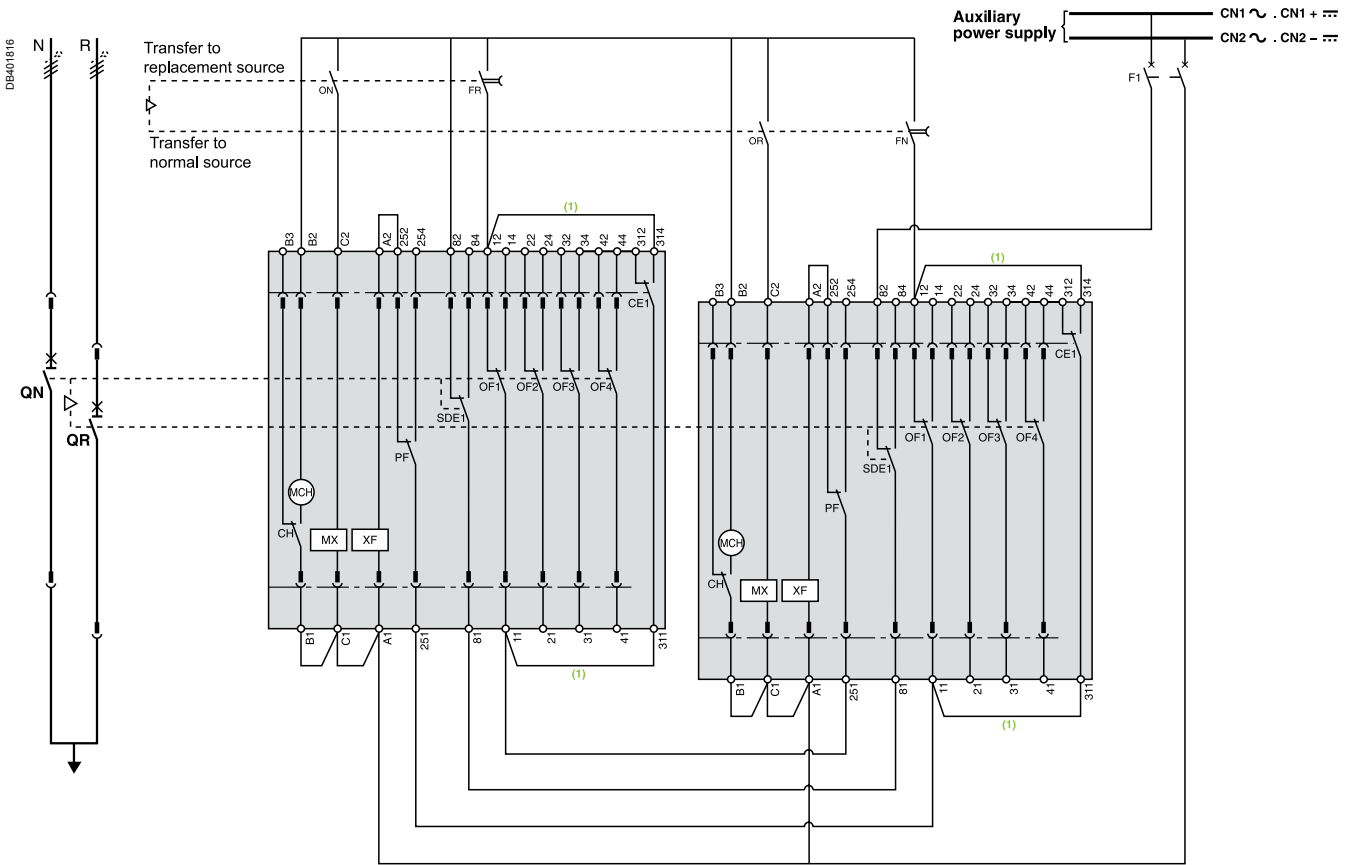 DB401816
N
R
Transfer to
replacement source
Transfer to
normal source
ON
FR
OR
FN
Auxiliary
power supply
CN1 ∿ . CN1 + ⎓
CN2 ∿ . CN2 – ⎓
F1
(1)
B3
B2
C2
A2
252
254
82
84
12
14
22
24
32
34
42
44
312
314
CE1
OF1
OF2
OF3
OF4
SDE1
PF
MCH
CH
MX
XF
B1
C1
A1
251
81
11
21
31
41
311
(1)
QN
QR
(1)
B3
B2
C2
A2
252
254
82
84
12
14
22
24
32
34
42
44
312
314
CE1
OF1
OF2
OF3
OF4
SDE1
PF
MCH
CH
MX
XF
B1
C1
A1
251
81
11
21
31
41
311
(1)